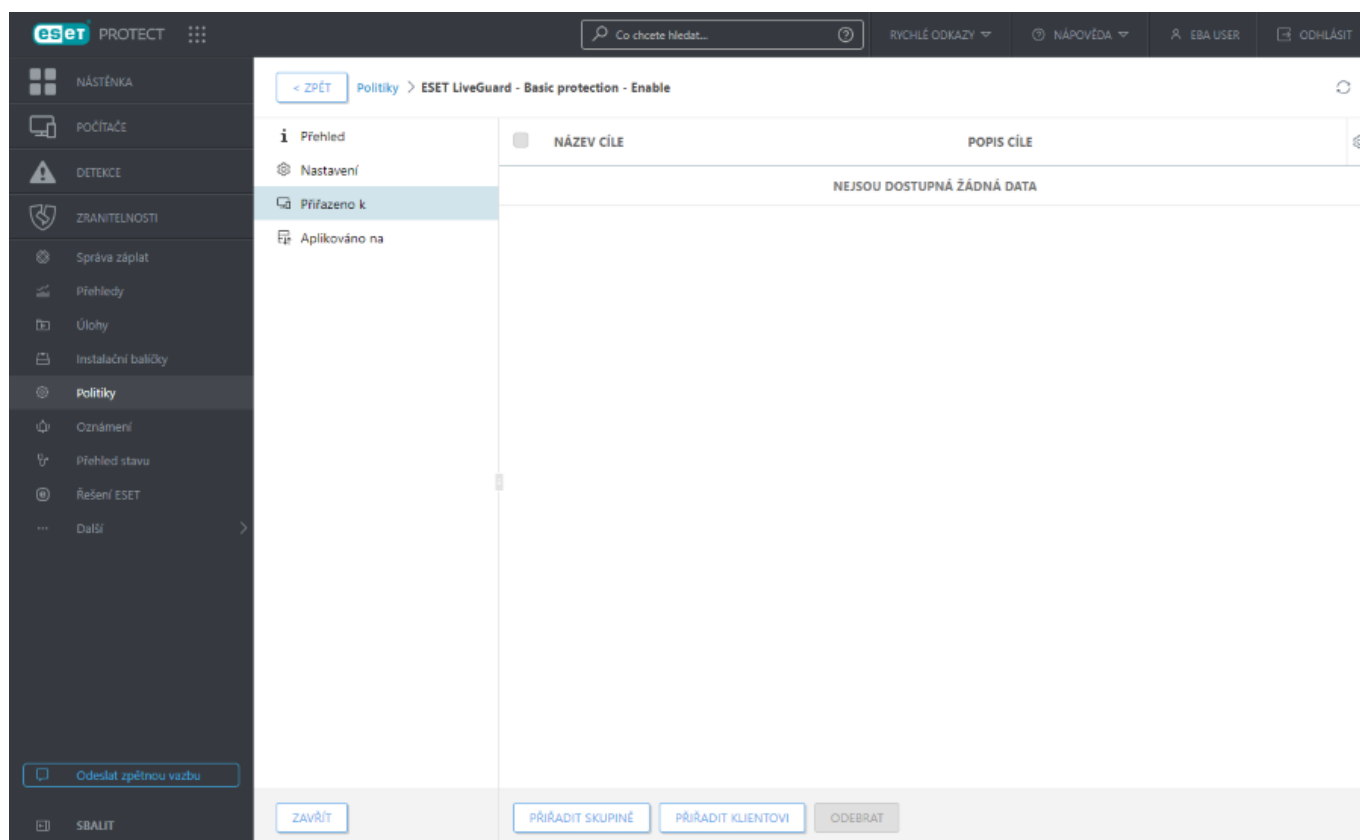 eset PROTECT
Co chcete hledat...
RYCHLÉ ODKAZY
NÁPOVĚDA
EBA USER
ODHLÁSIT
NÁSTĚNKA
POČÍTAČE
DETEKCE
ZRANITELNOSTI
Správa záplat
Přehledy
Úlohy
Instalační balíčky
Politiky
Oznámení
Přehled stavu
Řešení ESET
Další
Odeslat zpětnou vazbu
SBALIT
< ZPĚT
Politiky > ESET LiveGuard - Basic protection - Enable
Přehled
Nastavení
Přiřazeno k
Aplikováno na
NÁZEV CÍLE
POPIS CÍLE
NEJSOU DOSTUPNÁ ŽÁDNÁ DATA
ZAVŘÍT
PŘIŘADIT SKUPINĚ
PŘIŘADIT KLIENTOVI
ODEBRAT